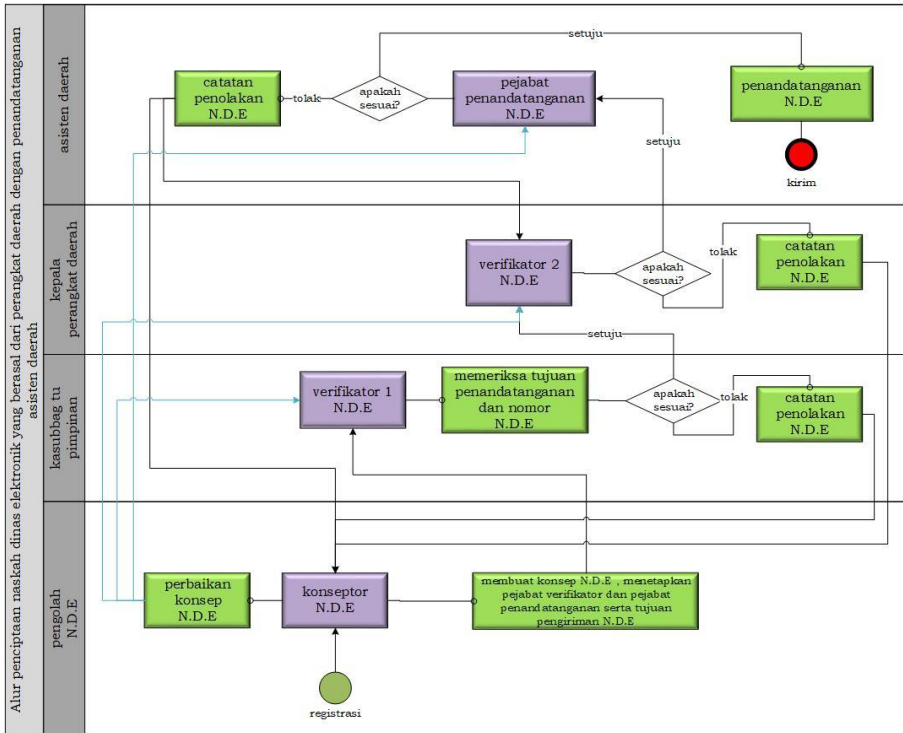 Alur penciptaan naskah dinas elektronik yang berasal dari perangkat daerah dengan penandatanganan
asisten daerah
asisten daerah
setuju
catatan
penolakan
N.D.E
tolak
apakah
sesuai?
pejabat
penandatanganan
N.D.E
penandatanganan
N.D.E
setuju
kirim
kepala
perangkat daerah
verifikator 2
N.D.E
apakah
sesuai?
tolak
catatan
penolakan
N.D.E
setuju
kasubbag tu
pimpinan
verifikator 1
N.D.E
memeriksa tujuan
penandatanganan
dan nomor
N.D.E
apakah
sesuai?
tolak
catatan
penolakan
N.D.E
pengolah
N.D.E
perbaikan
konsep
N.D.E
konseptor
N.D.E
membuat konsep N.D.E , menetapkan
pejabat verifikator dan pejabat
penandatanganan serta tujuan
pengiriman N.D.E
registrasi